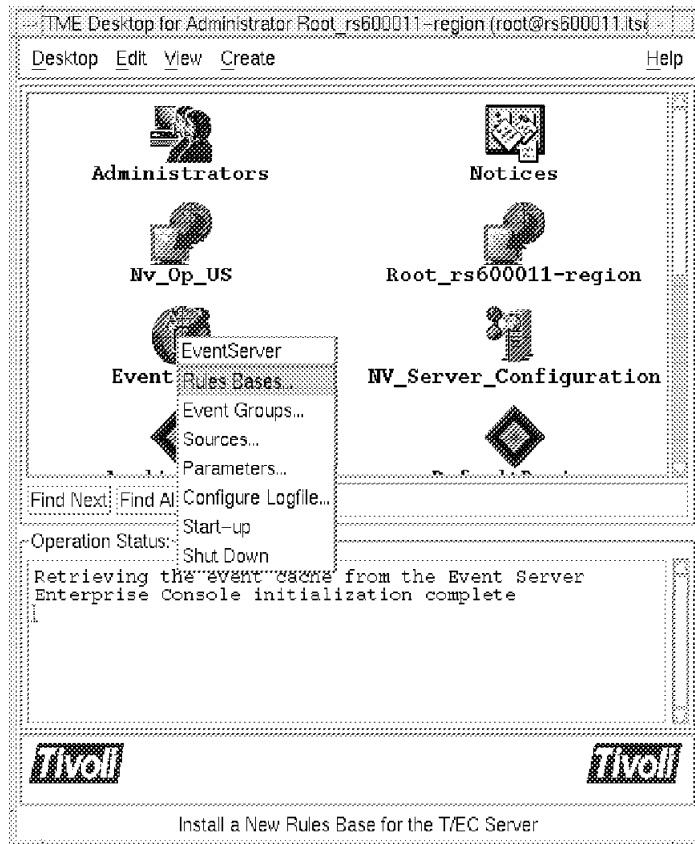 TME Desktop for Administrator Root_rs600011-region (root@rs600011.itso
Desktop Edit View Create Help
Administrators Notices
Nv_Op_US Root_rs600011-region
Event NV_Server_Configuration
EventServer
Rules Bases...
Event Groups...
Sources...
Parameters...
Configure Logfile...
Start-up
Shut Down
Find Next Find Al
Operation Status:
Retrieving the event cache from the Event Server
Enterprise Console initialization complete
Tivoli Tivoli
Install a New Rules Base for the T/EC Server